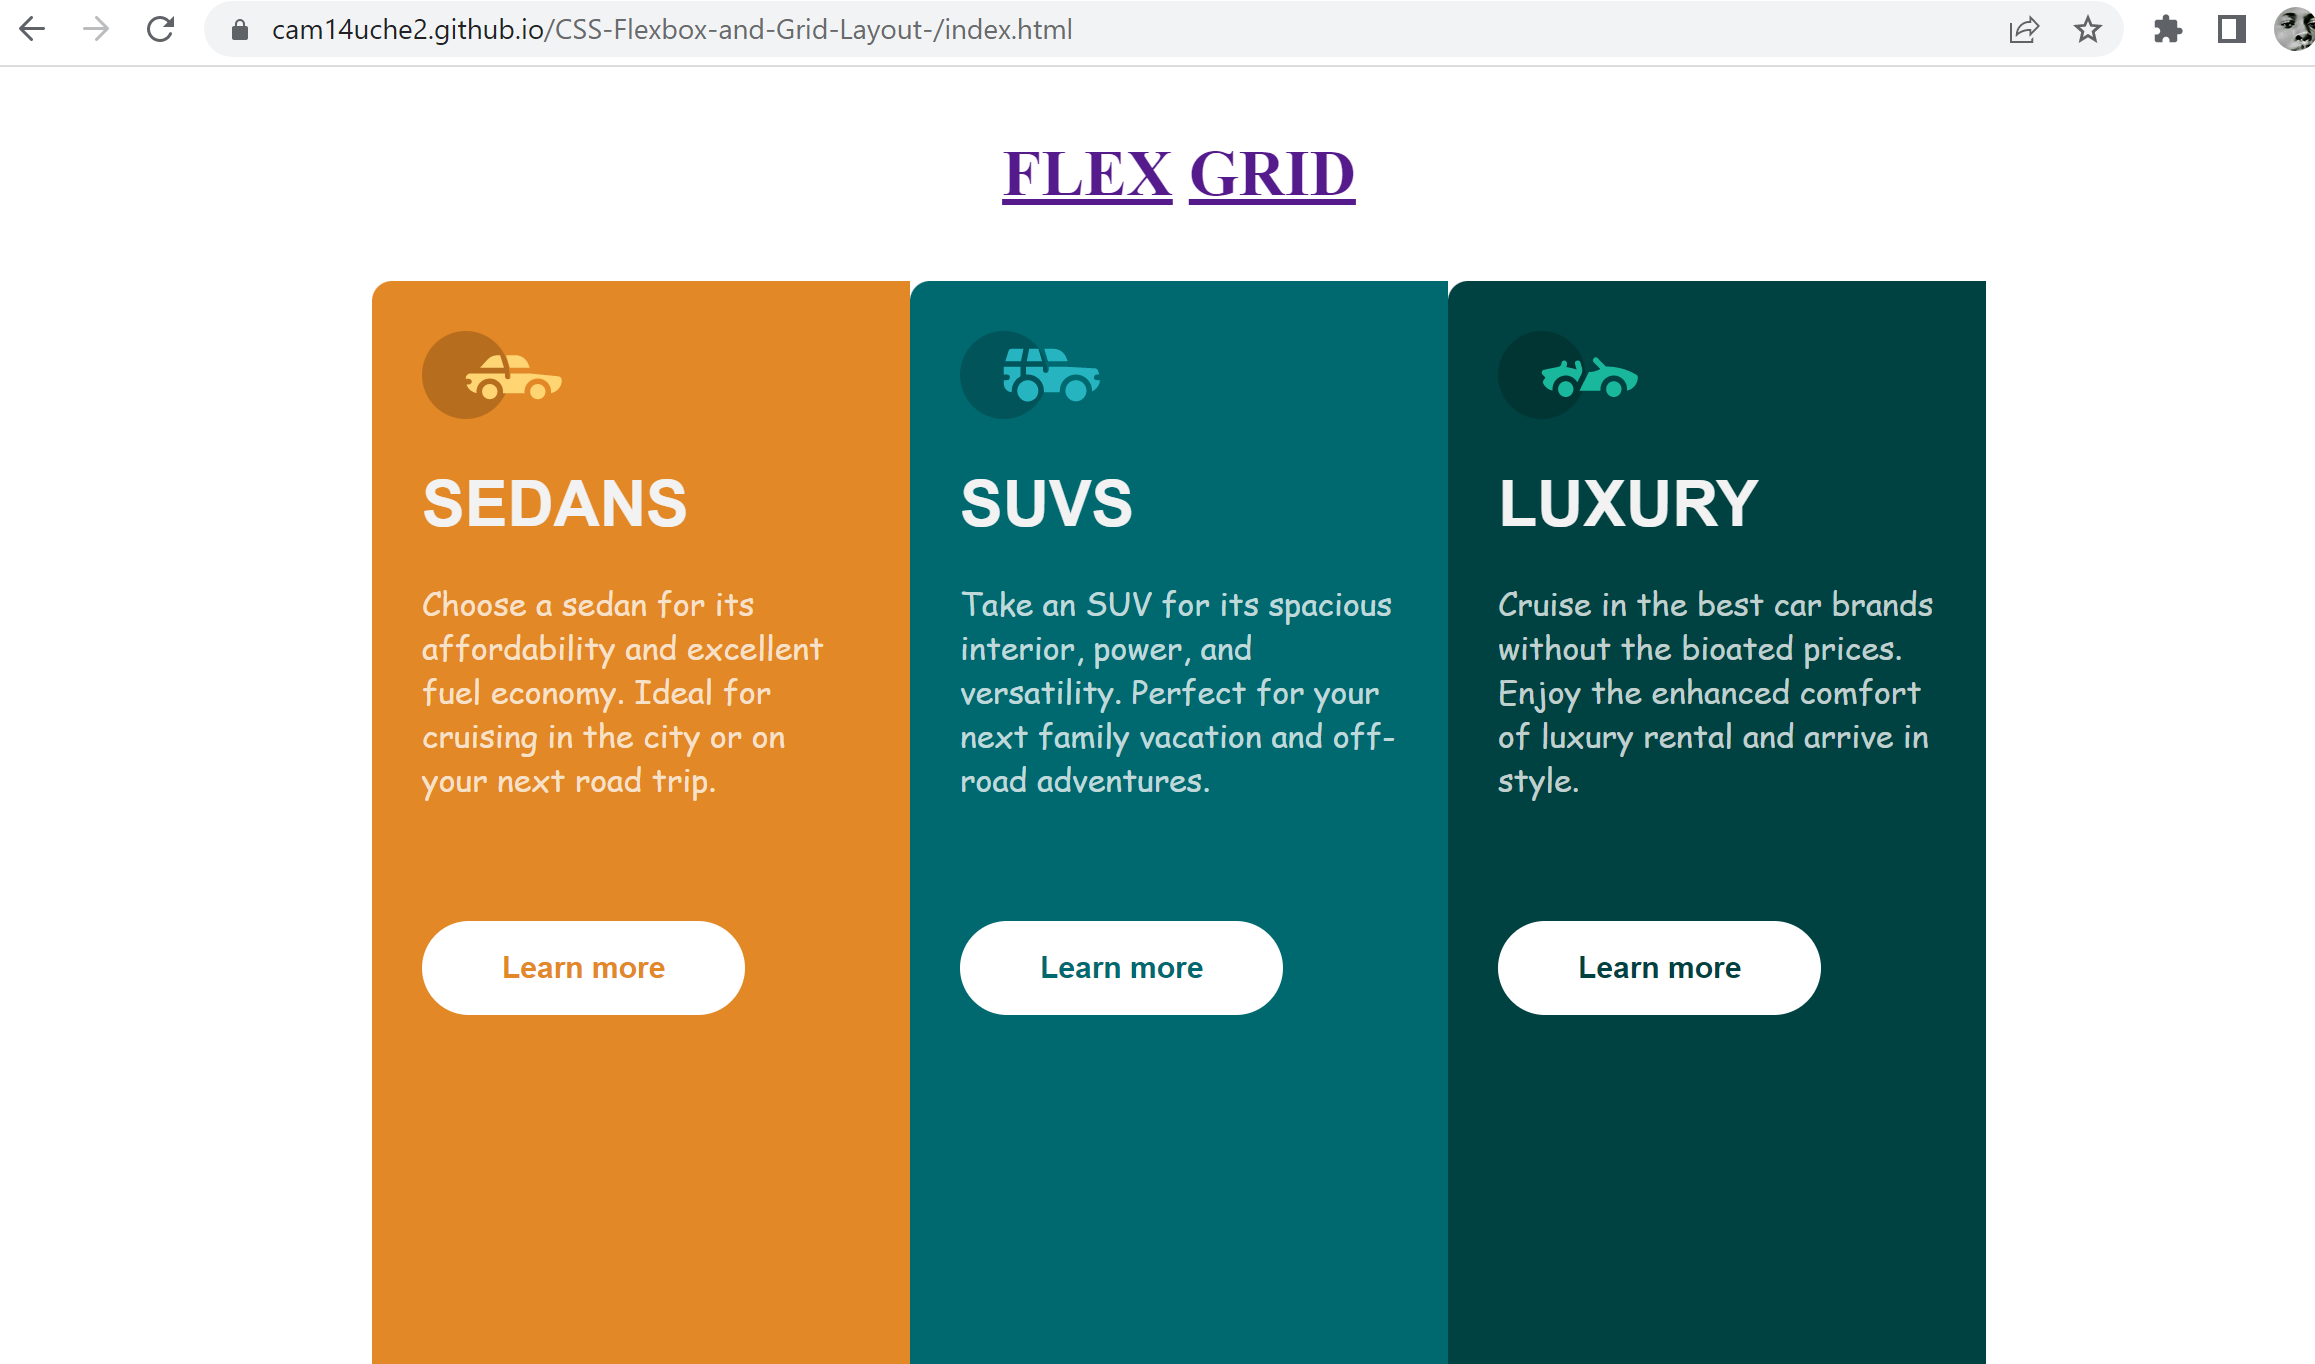 cam14uche2.github.io/CSS-Flexbox-and-Grid-Layout-/index.html
FLEX GRID
SEDANS
Choose a sedan for its
affordability and excellent
fuel economy. Ideal for
cruising in the city or on
your next road trip.
Learn more
SUVS
Take an SUV for its spacious
interior, power, and
versatility. Perfect for your
next family vacation and off-
road adventures.
Learn more
LUXURY
Cruise in the best car brands
without the bioated prices.
Enjoy the enhanced comfort
of luxury rental and arrive in
style.
Learn more